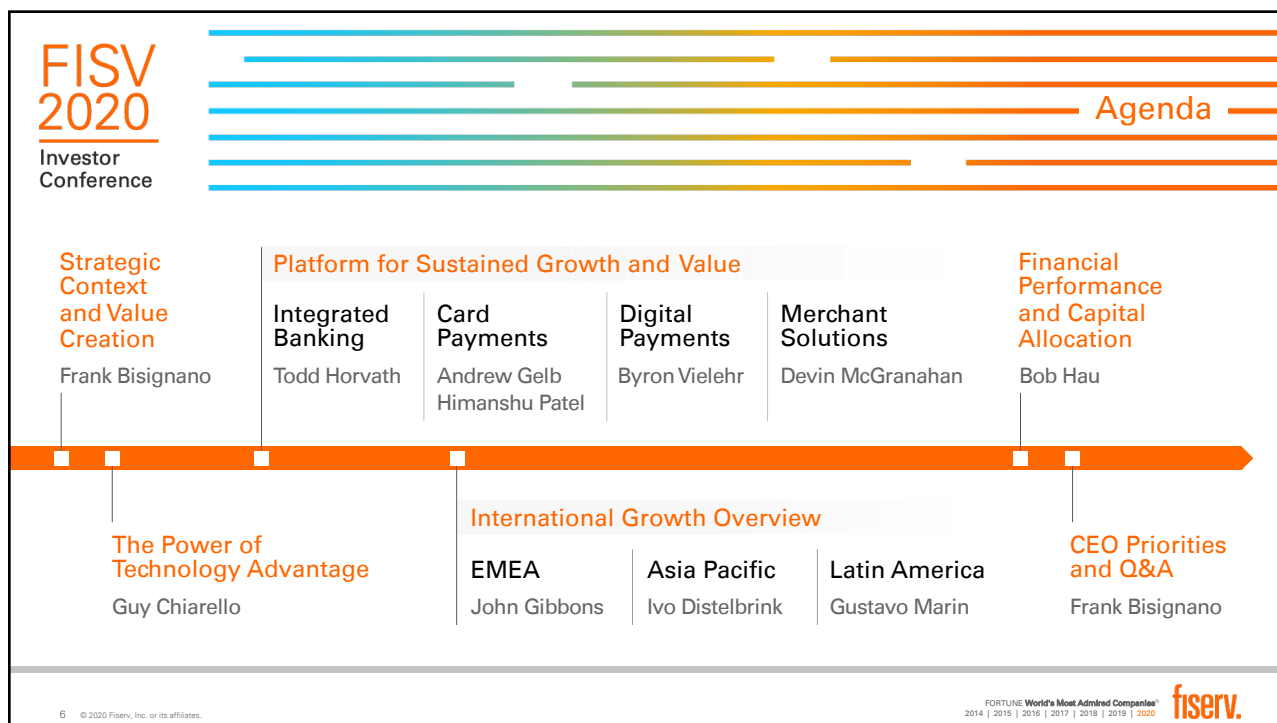 FISV
2020
Investor
Conference
Agenda
Strategic
Context
and Value
Creation
Frank Bisignano
Platform for Sustained Growth and Value
Integrated
Banking
Todd Horvath
Card
Payments
Andrew Gelb
Himanshu Patel
Digital
Payments
Byron Vielehr
Merchant
Solutions
Devin McGranahan
Financial
Performance
and Capital
Allocation
Bob Hau
The Power of
Technology Advantage
Guy Chiarello
International Growth Overview
EMEA
John Gibbons
Asia Pacific
Ivo Distelbrink
Latin America
Gustavo Marin
CEO Priorities
and Q&A
Frank Bisignano
6 © 2020 Fiserv, Inc. or its affiliates.
FORTUNE World's Most Admired Companies®
2014 | 2015 | 2016 | 2017 | 2018 | 2019 | 2020
fiserv.